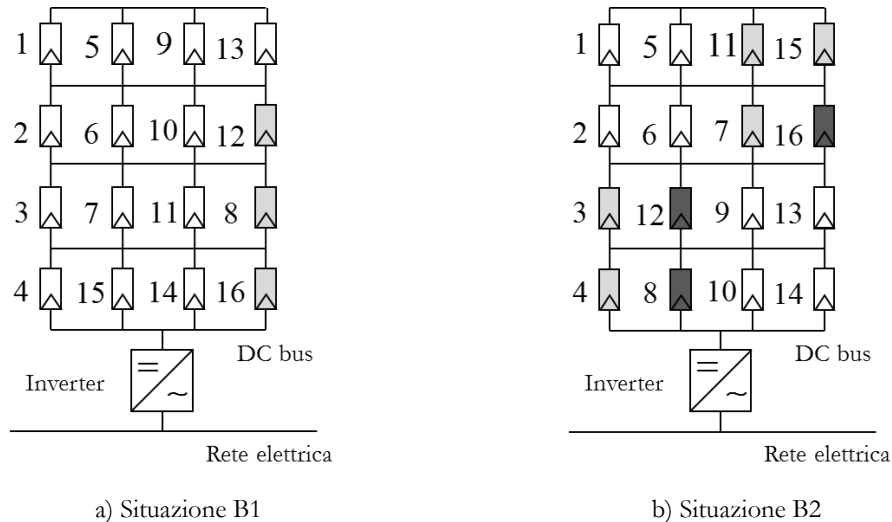 1 5 9 13
2 6 10 12
3 7 11 8
4 15 14 16
DC bus
Inverter
Rete elettrica
a) Situazione B1
1 5 11 15
2 6 7 16
3 12 9 13
4 8 10 14
DC bus
Inverter
Rete elettrica
b) Situazione B2